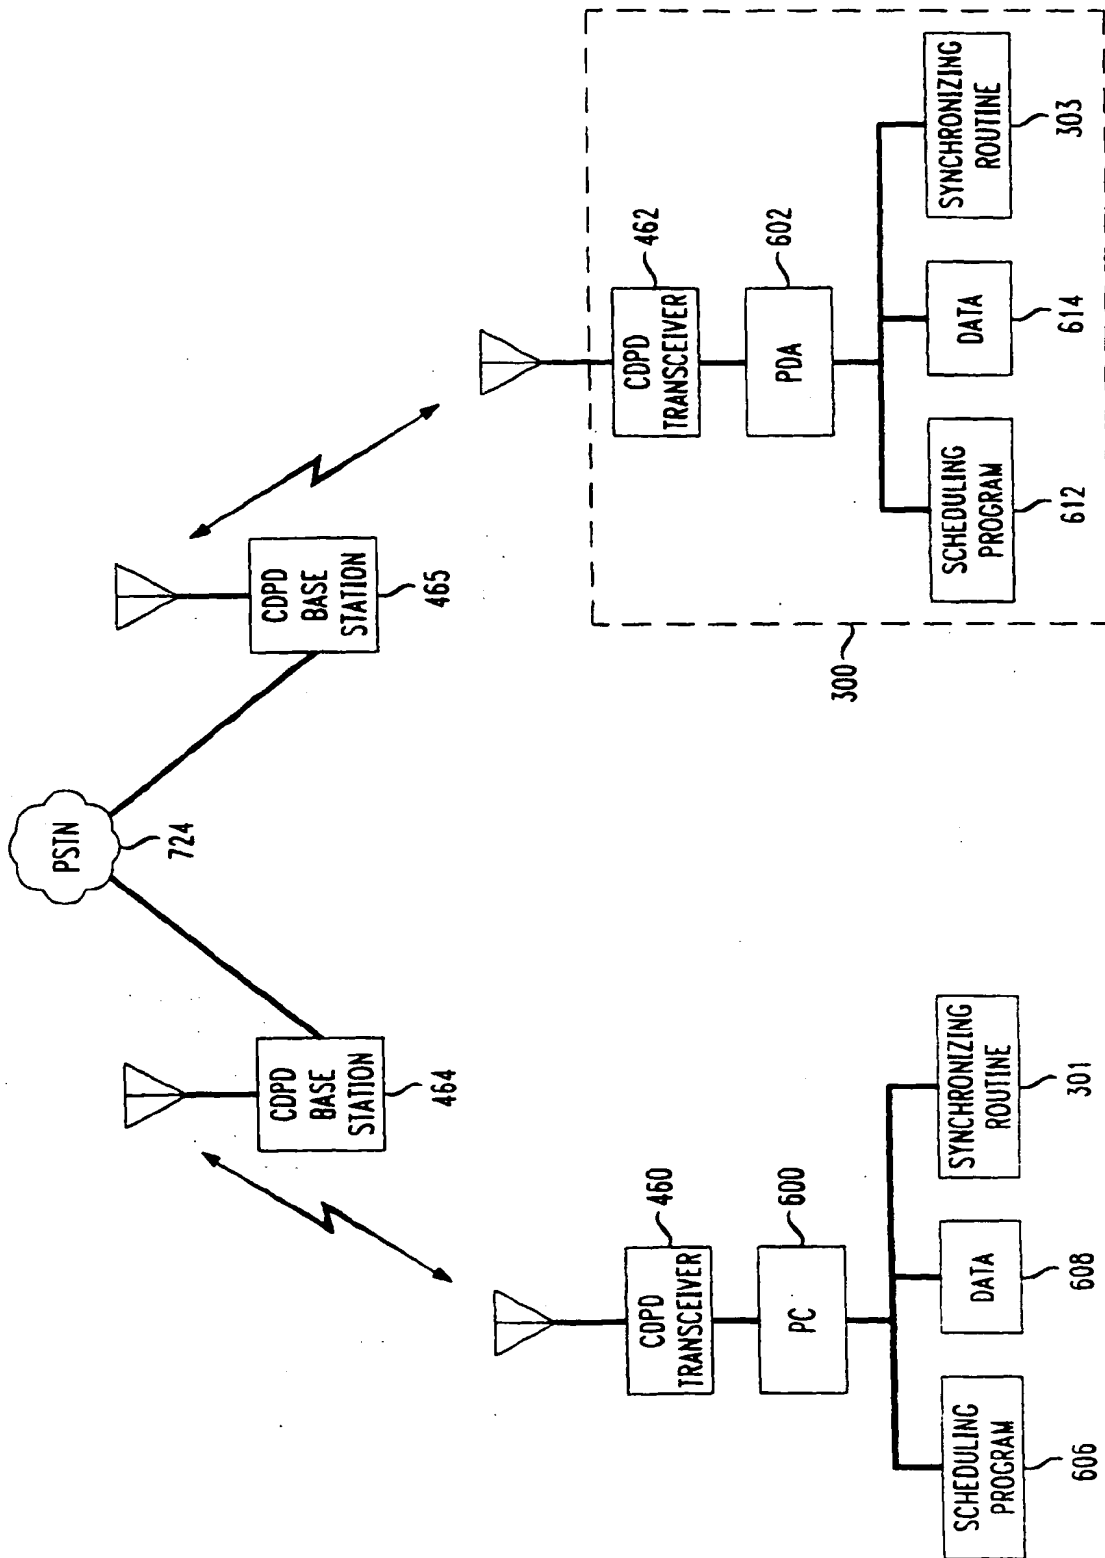 PSTN
724
CDPD
BASE
STATION
464
CDPD
BASE
STATION
465
CDPD
TRANSCEIVER
460
PC
600
SCHEDULING
PROGRAM
606
DATA
608
SYNCHRONIZING
ROUTINE
301
300
CDPD
TRANSCEIVER
462
PDA
602
SCHEDULING
PROGRAM
612
DATA
614
SYNCHRONIZING
ROUTINE
303